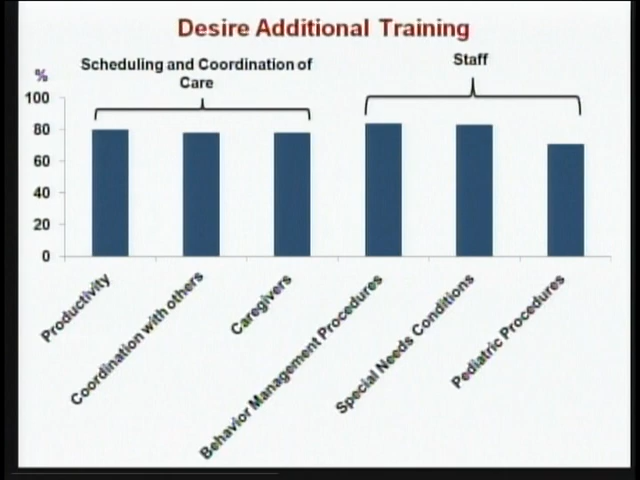 Desire Additional Training
Scheduling and Coordination of
Care
Staff
%
100
80
60
40
20
0
Productivity
Coordination with others
Caregivers
Behavior Management Procedures
Special Needs Conditions
Pediatric Procedures